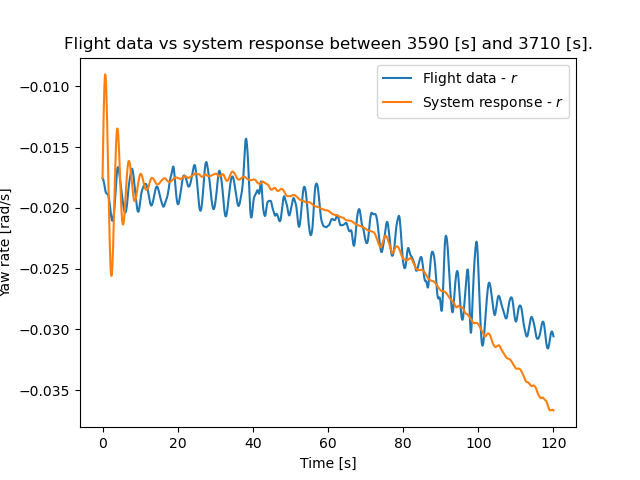 Flight data vs system response between 3590 [s] and 3710 [s].
Flight data - r
System response - r
−0.010
−0.015
−0.020
−0.025
−0.030
−0.035
Yaw rate [rad/s]
0 20 40 60 80 100 120
Time [s]